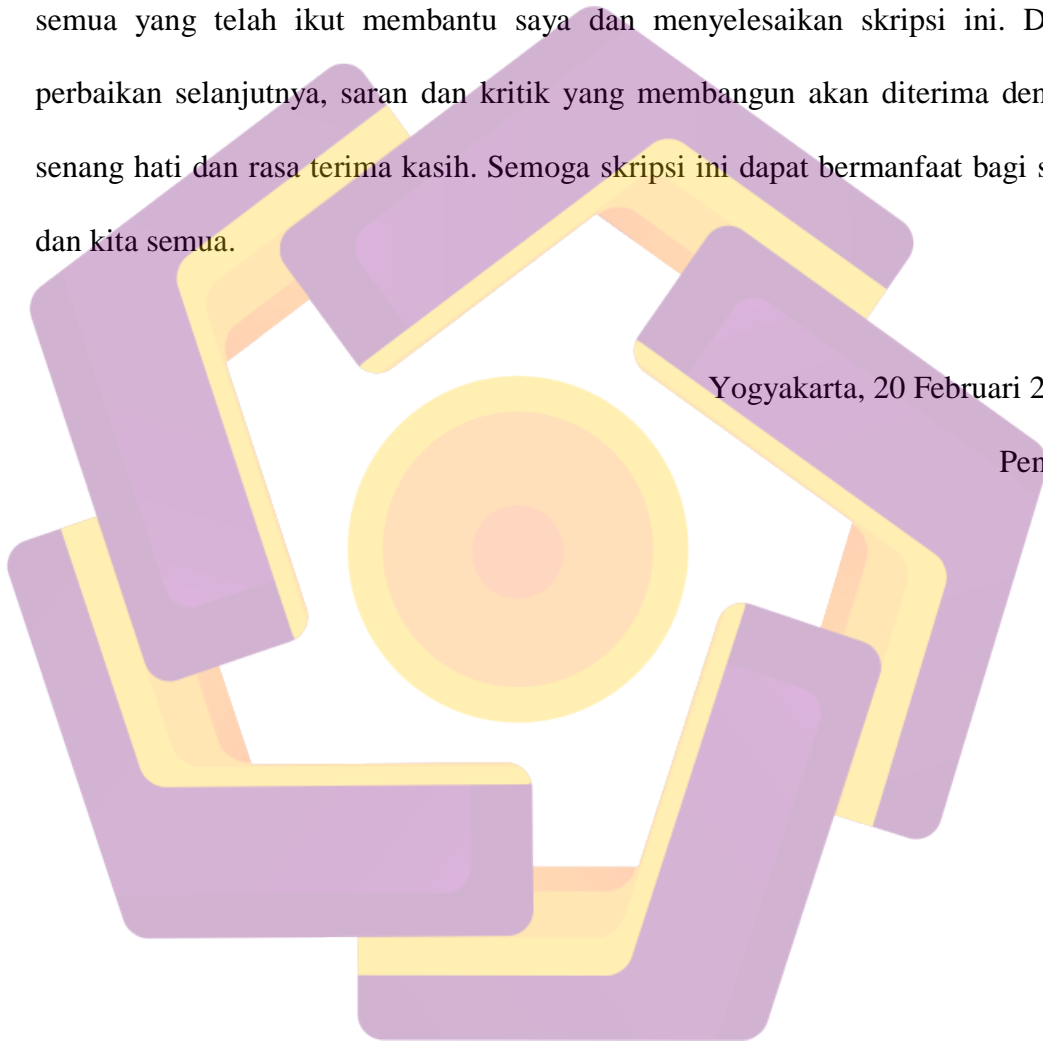 semua yang telah ikut membantu saya dan menyelesaikan skripsi ini. D
perbaikan selanjutnya, saran dan kritik yang membangun akan diterima den
senang hati dan rasa terima kasih. Semoga skripsi ini dapat bermanfaat bagi s
dan kita semua.
Yogyakarta, 20 Februari 2
Pen